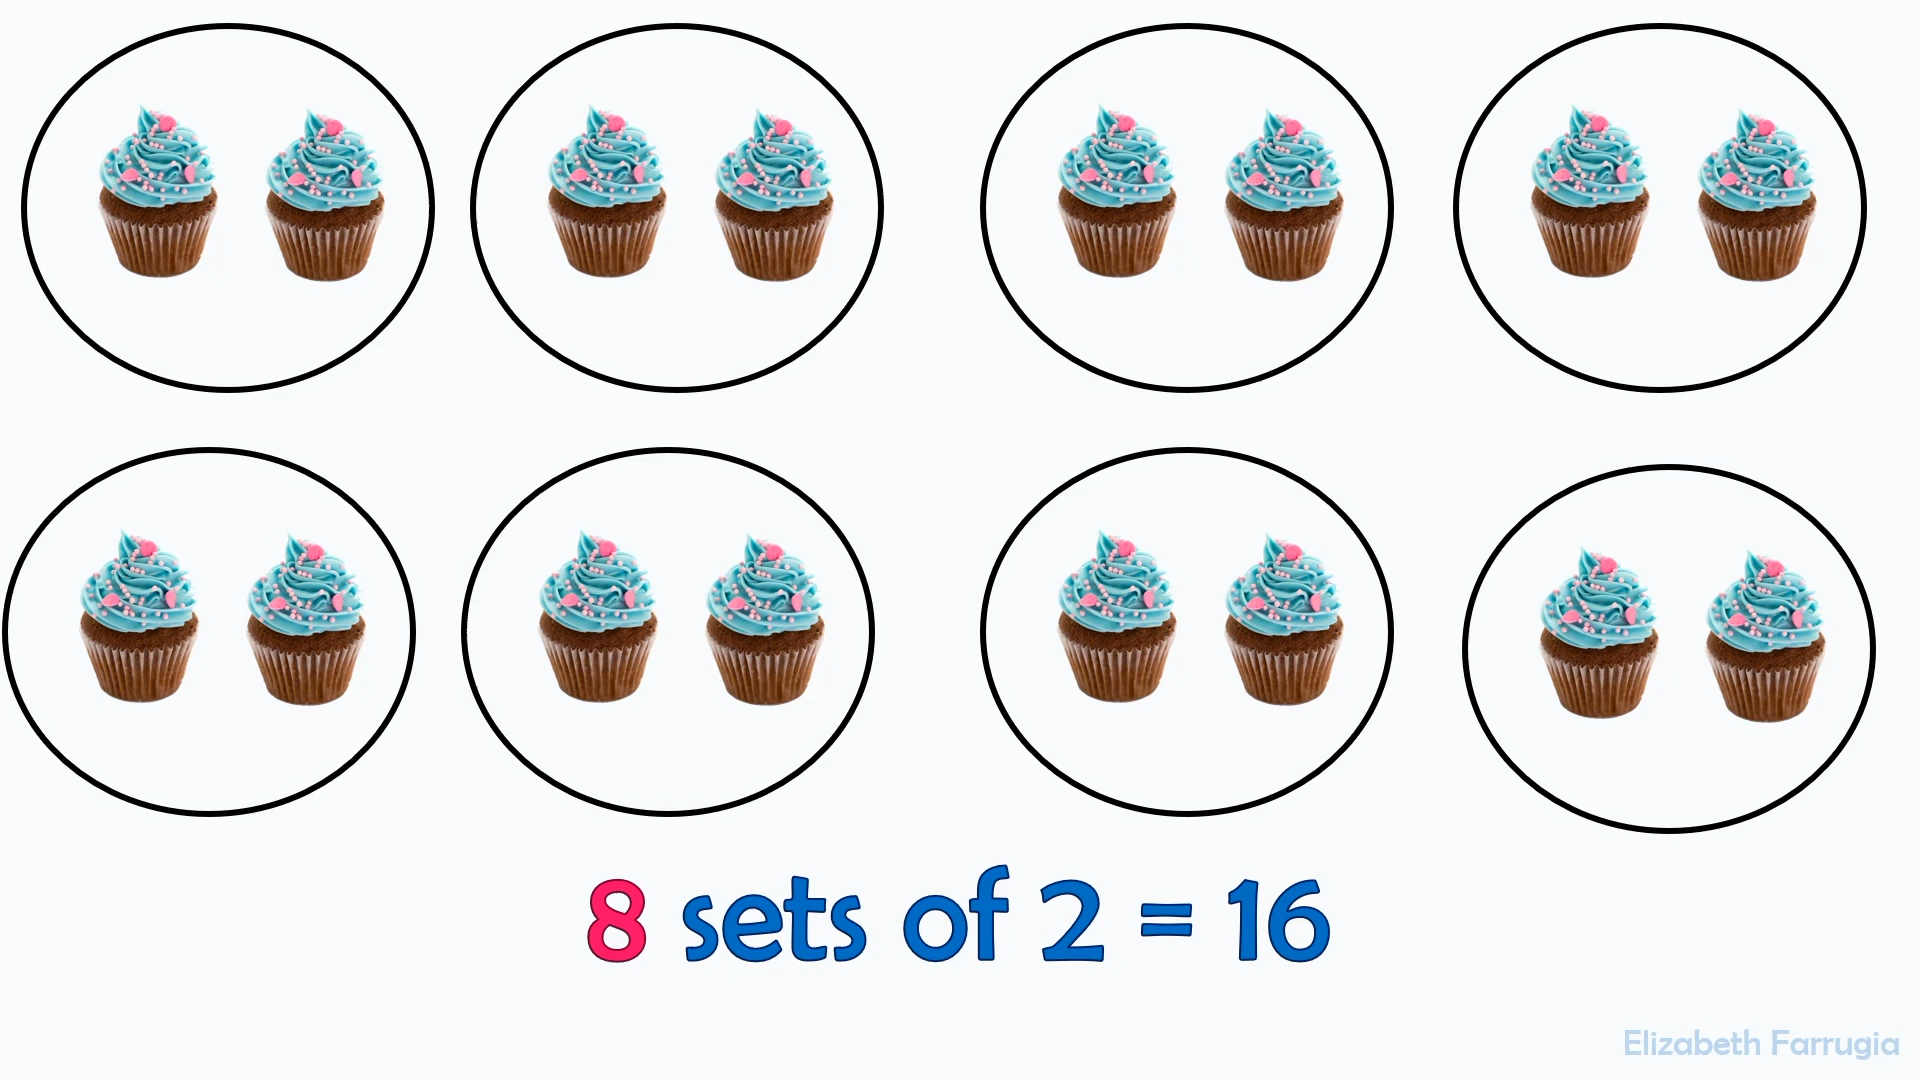 8 sets of 2 = 16
Elizabeth Farrugia